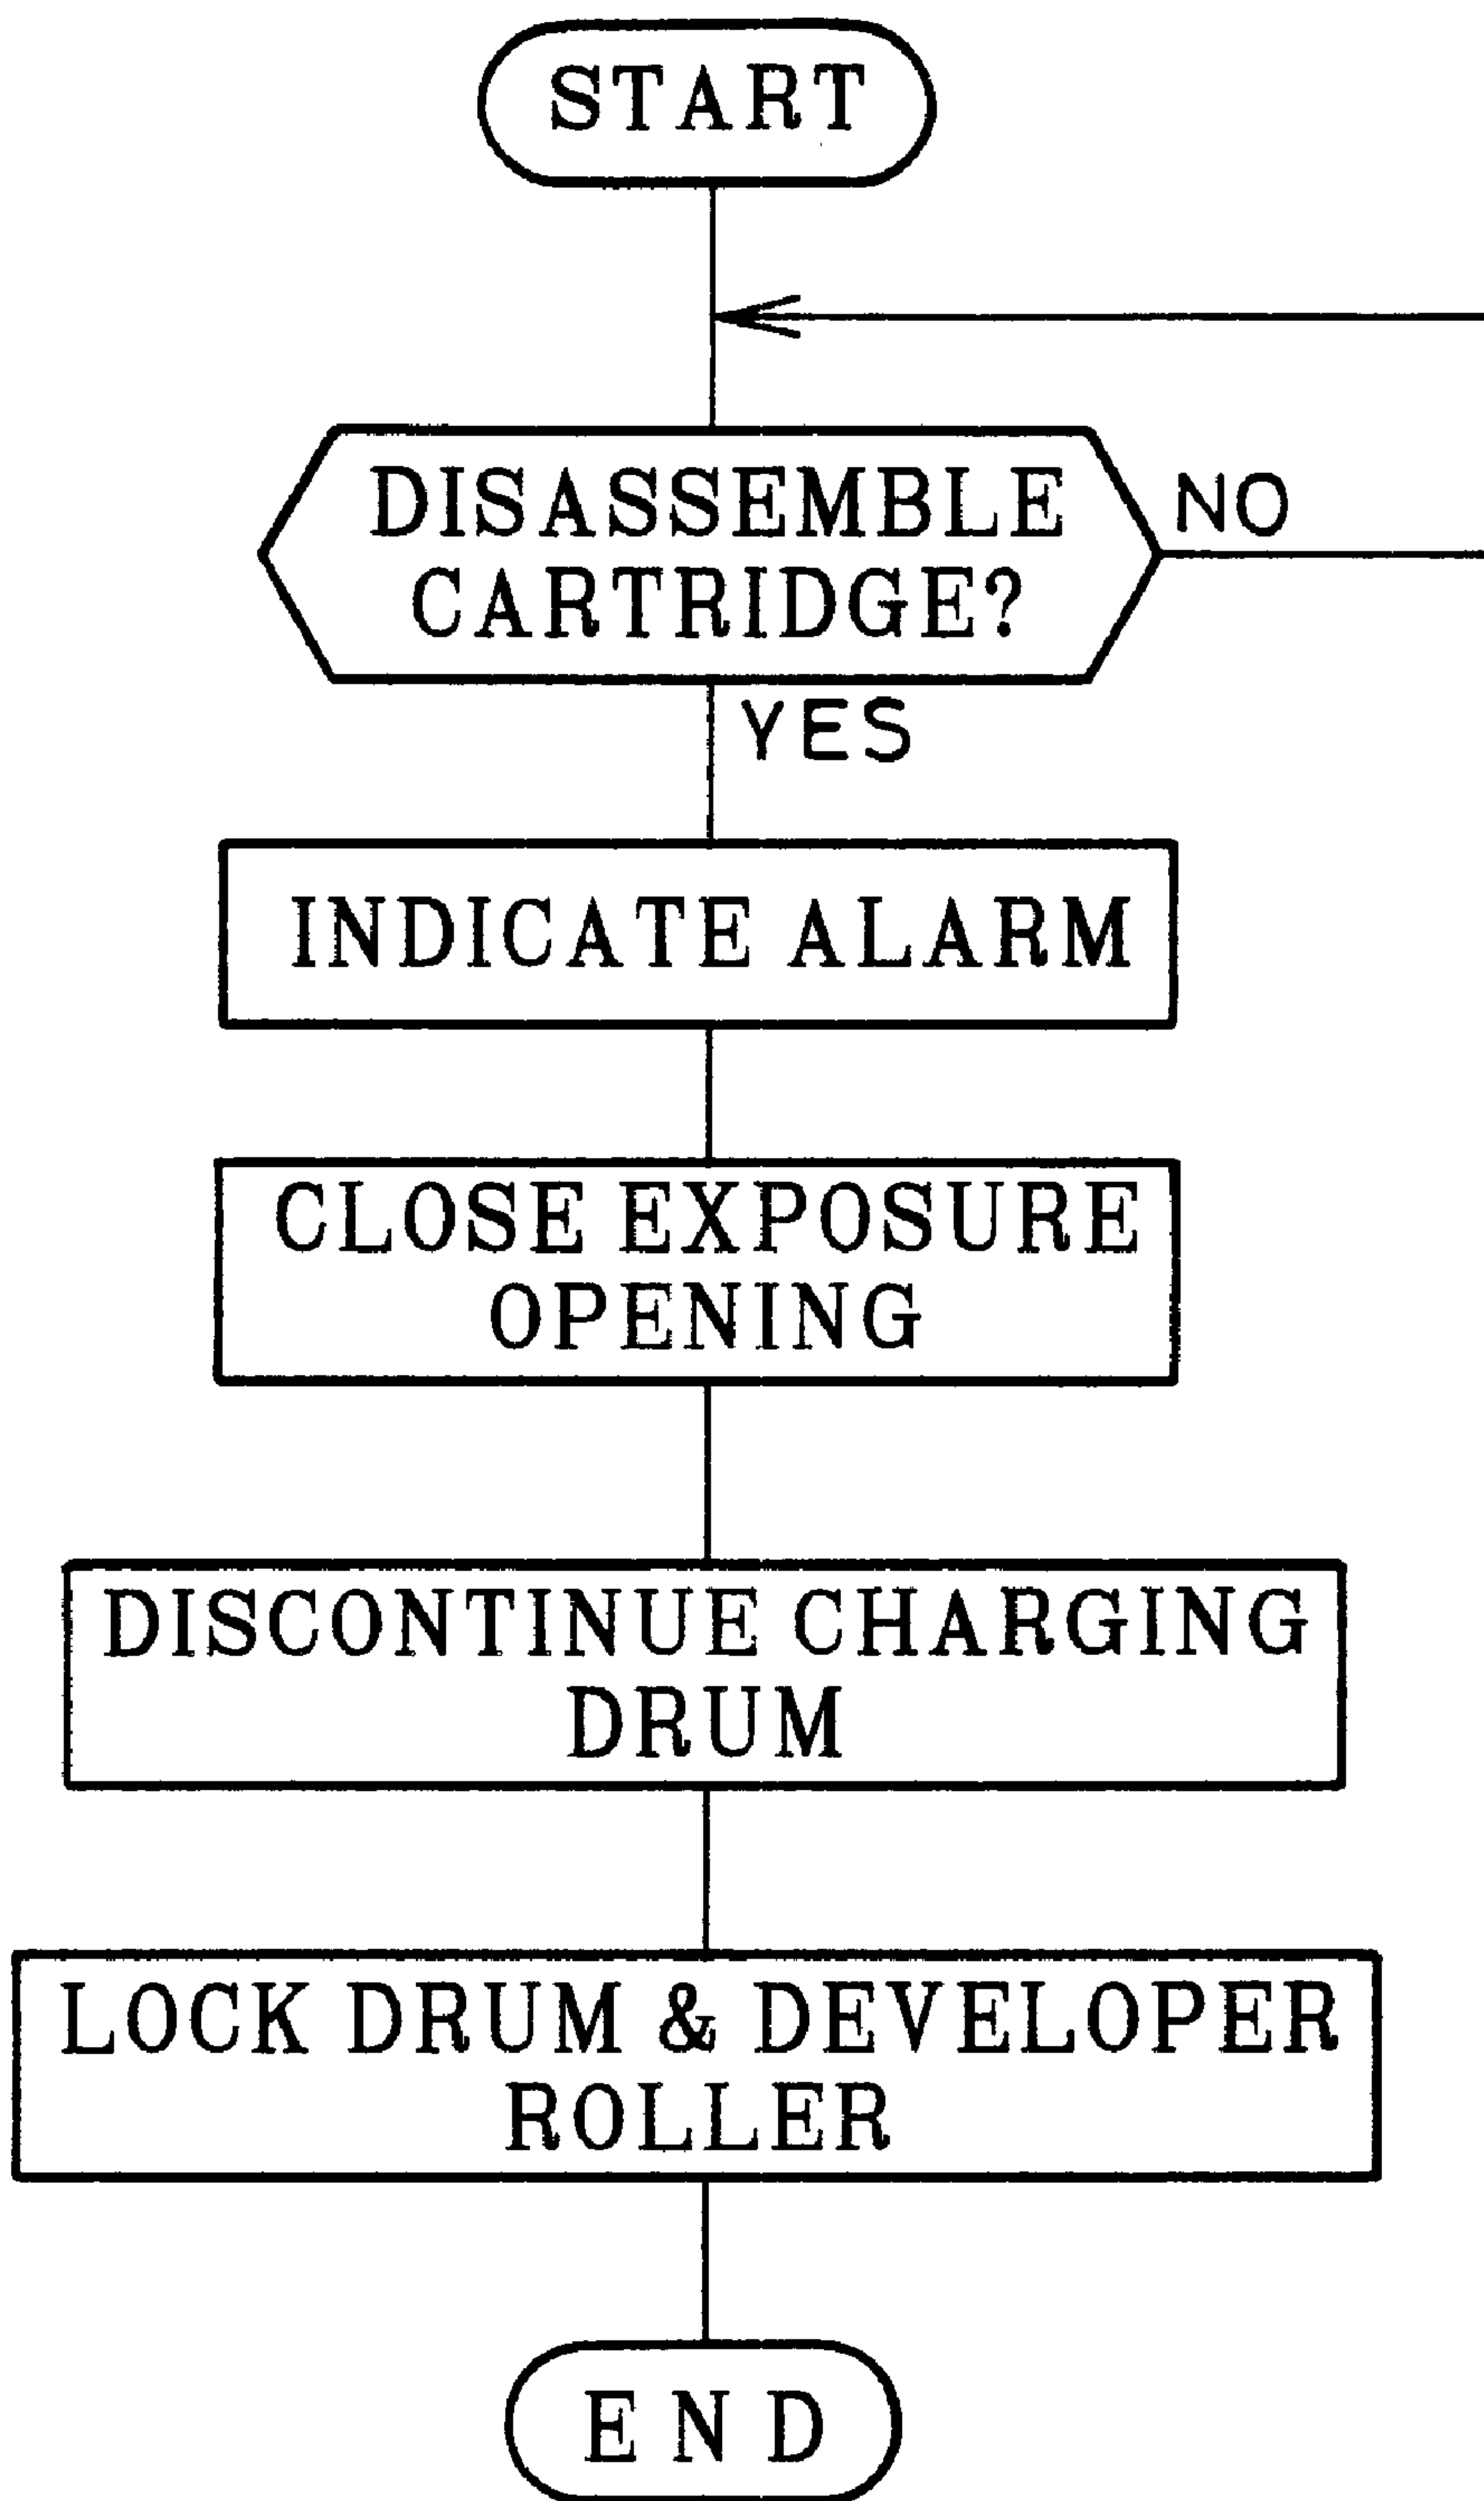 START
DISASSEMBLE
CARTRIDGE?
NO
YES
INDICATE ALARM
CLOSE EXPOSURE
OPENING
DISCONTINUE CHARGING
DRUM
LOCK DRUM & DEVELOPER
ROLLER
END